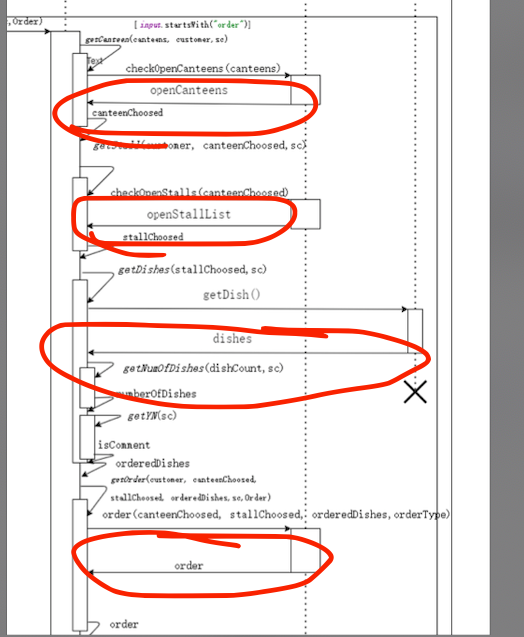 ,Order)
[ input.startsWith("order")]
getCanteen(canteens, customer,sc)
Text
checkOpenCanteens(canteens)
openCanteens
canteenChoosed
getStall(customer, canteenChoosed,sc)
checkOpenStalls(canteenChoosed)
openStallList
stallChoosed
getDishes(stallChoosed,sc)
getDish()
dishes
getNumOfDishes(dishCount,sc)
numberOfDishes
getYN(sc)
isComment
orderedDishes
getOrder(customer, canteenChoosed,
stallChoosed, orderedDishes,sc,Order)
order(canteenChoosed, stallChoosed, orderedDishes,orderType)
order
order